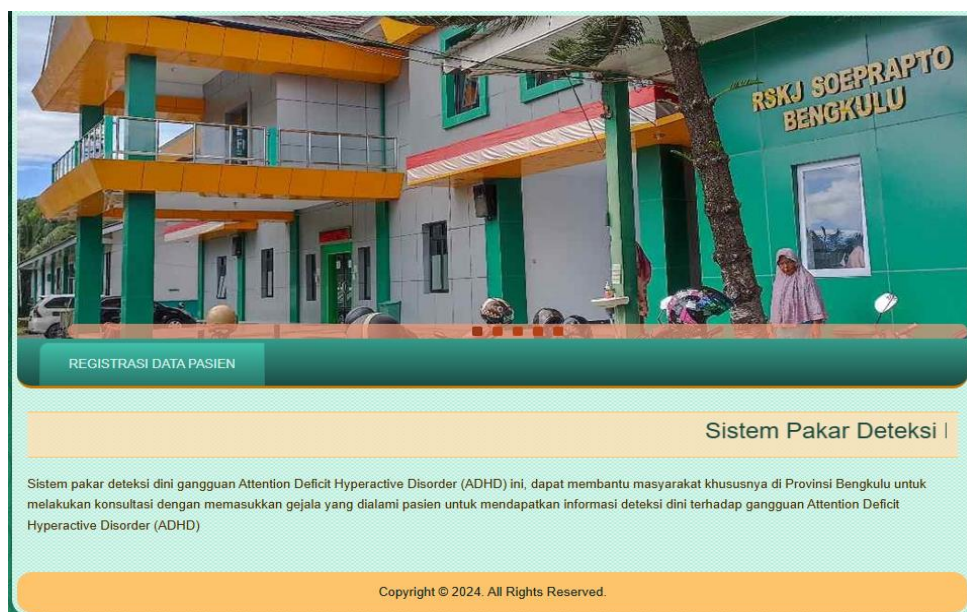 RSKJ SOEPRAPTO
BENGKULU
REGISTRASI DATA PASIEN
Sistem Pakar Deteksi
Sistem pakar deteksi dini gangguan Attention Deficit Hyperactive Disorder (ADHD) ini, dapat membantu masyarakat khususnya di Provinsi Bengkulu untuk
melakukan konsultasi dengan memasukkan gejala yang dialami pasien untuk mendapatkan informasi deteksi dini terhadap gangguan Attention Deficit
Hyperactive Disorder (ADHD)
Copyright © 2024. All Rights Reserved.